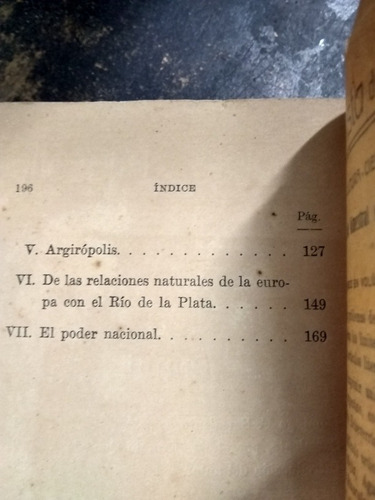 196 ÍNDICE
Pág.
V. Argirópolis. . . . . . . . . . . . 127
VI. De las relaciones naturales de la euro-
pa con el Río de la Plata. . . . . . 149
VII. El poder nacional. . . . . . . . . . 169